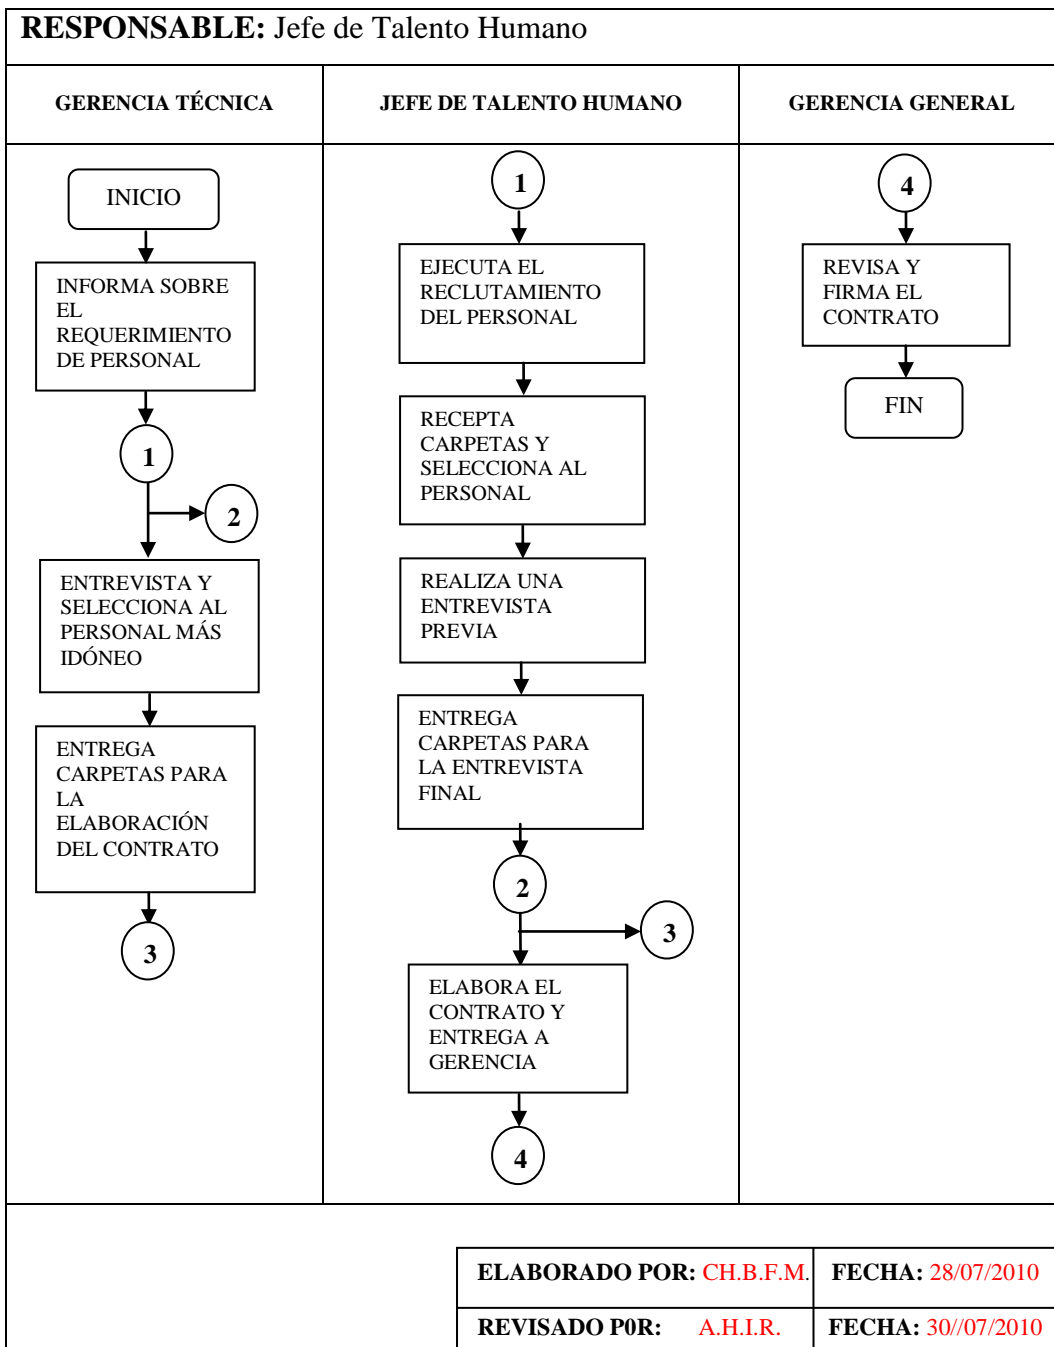 RESPONSABLE: Jefe de Talento Humano
GERENCIA TÉCNICA
JEFE DE TALENTO HUMANO
GERENCIA GENERAL
INICIO
INFORMA SOBRE
EL
REQUERIMIENTO
DE PERSONAL
1
2
ENTREVISTA Y
SELECCIONA AL
PERSONAL MÁS
IDÓNEO
ENTREGA
CARPETAS PARA
LA
ELABORACIÓN
DEL CONTRATO
3
1
EJECUTA EL
RECLUTAMIENTO
DEL PERSONAL
RECEPTA
CARPETAS Y
SELECCIONA AL
PERSONAL
REALIZA UNA
ENTREVISTA
PREVIA
ENTREGA
CARPETAS PARA
LA ENTREVISTA
FINAL
2
3
ELABORA EL
CONTRATO Y
ENTREGA A
GERENCIA
4
4
REVISA Y
FIRMA EL
CONTRATO
FIN
ELABORADO POR: CH.B.F.M. FECHA: 28/07/2010
REVISADO P0R: A.H.I.R. FECHA: 30//07/2010